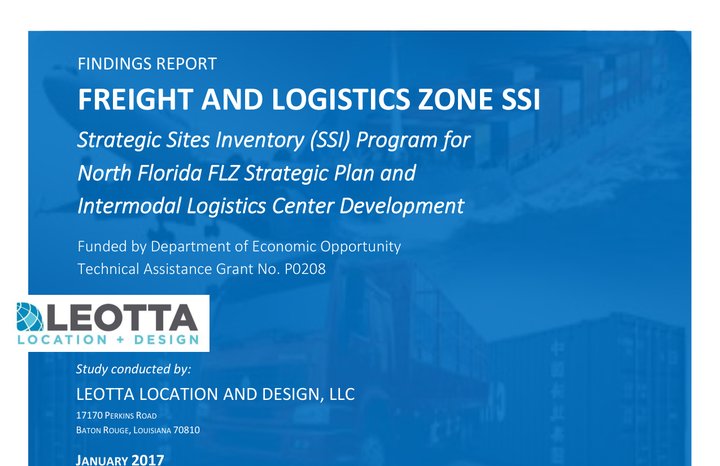 FINDINGS REPORT
FREIGHT AND LOGISTICS ZONE SSI
Strategic Sites Inventory (SSI) Program for
North Florida FLZ Strategic Plan and
Intermodal Logistics Center Development
Funded by Department of Economic Opportunity
Technical Assistance Grant No. P0208
LEOTTA
LOCATION + DESIGN
Study conducted by:
LEOTTA LOCATION AND DESIGN, LLC
17170 PERKINS ROAD
BATON ROUGE, LOUISIANA 70810
JANUARY 2017